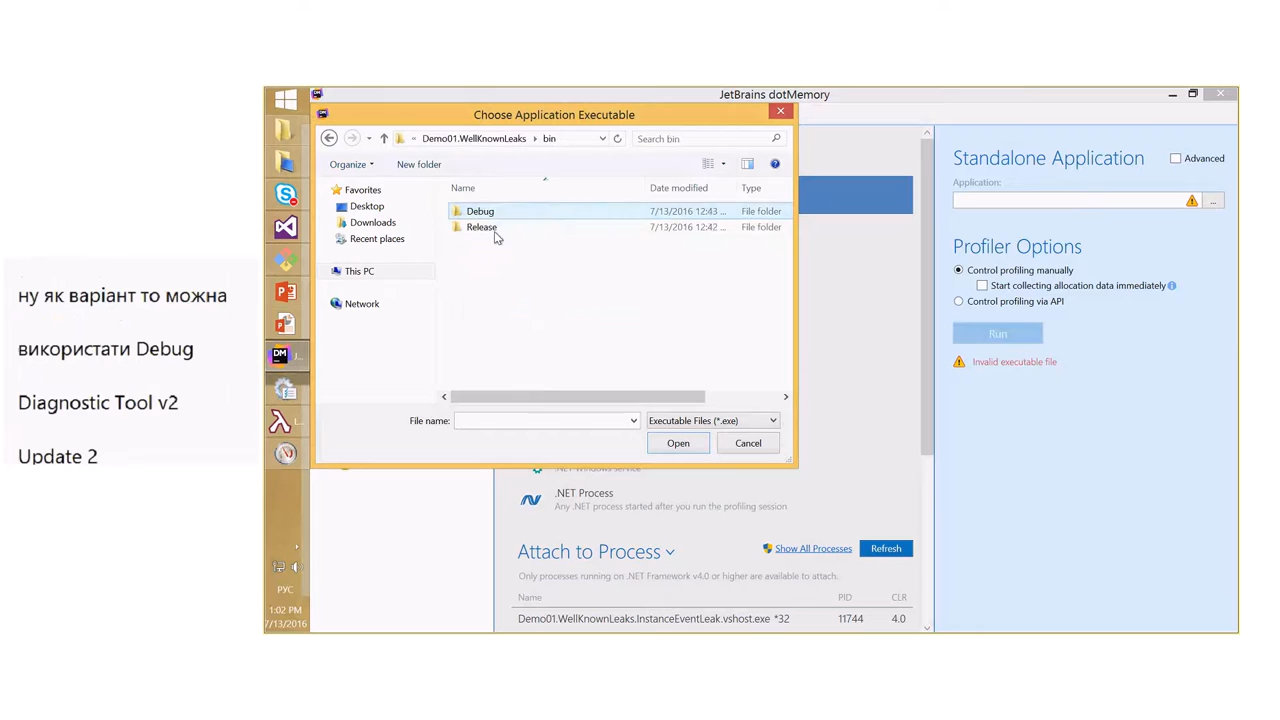 JetBrains dotMemory
Choose Application Executable
« Demo01.WellKnownLeaks bin
Search bin
Organize
New folder
Favorites
Desktop
Downloads
Recent places
This PC
Network
Name Date modified Type
Debug 7/13/2016 12:43 ... File folder
Release 7/13/2016 12:42 ... File folder
File name:
Executable Files (*.exe)
Open
Cancel
Standalone Application
Advanced
Application:
...
Profiler Options
Control profiling manually
Start collecting allocation data immediately
Control profiling via API
Run
Invalid executable file
ну як варіант то можна
використати Debug
Diagnostic Tool v2
Update 2
.NET Windows Service
.NET Process
Any .NET process started after you run the profiling session
Attach to Process
Show All Processes
Refresh
Only processes running on .NET Framework v4.0 or higher are available to attach.
Name PID CLR
Demo01.WellKnownLeaks.InstanceEventLeak.vshost.exe *32 11744 4.0
DM J...
L...
РУС
1:02 PM
7/13/2016